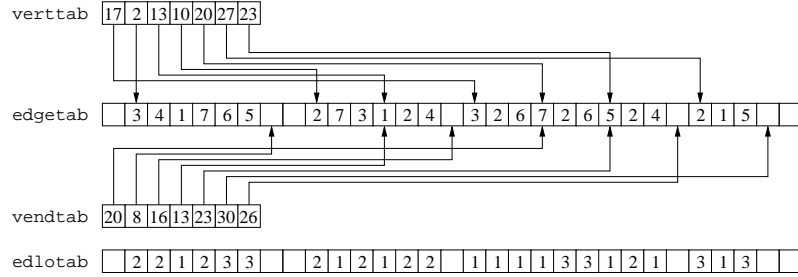 verttab 17 2 13 10 20 27 23
edgetab 3 4 1 7 6 5 2 7 3 1 2 4 3 2 6 7 2 6 5 2 4 2 1 5
vendtab 20 8 16 13 23 30 26
edlotab 2 2 1 2 3 3 2 1 2 1 2 2 1 1 1 1 3 3 1 2 1 3 1 3